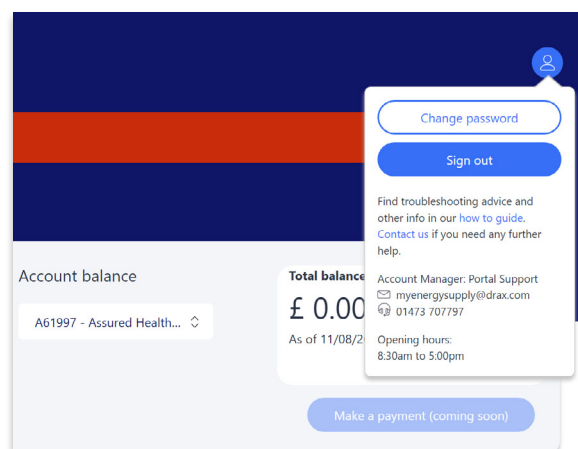 Change password
Sign out
Find troubleshooting advice and
other info in our how to guide.
Contact us if you need any further
help.
Account Manager: Portal Support
myenergysupply@drax.com
01473 707797
Opening hours:
8:30am to 5:00pm
Account balance
A61997 - Assured Health...
Total balance
£ 0.00
As of 11/08/2
Make a payment (coming soon)